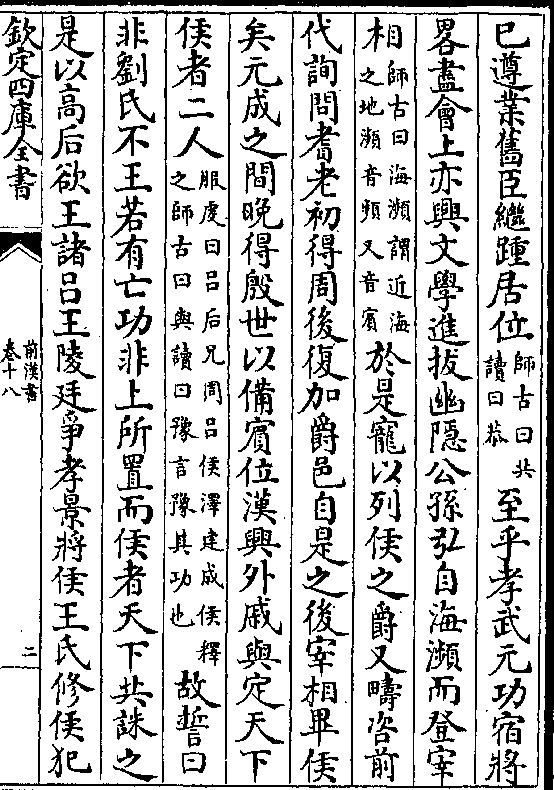 已遵業舊臣繼踵居位師古曰共讀曰恭至乎孝武元功宿將
畧盡會上亦興文學進拔幽隠公孫弘自海瀕而登宰
相師古曰海瀕謂近海之地瀕音頻又音賔於是寵以列侯之爵又疇咨前
代詢問耆老初得周後復加爵邑自是之後宰相畢侯
矣元成之間晚得殷世以備賔位漢興外戚與定天下
侯者二人服虔曰吕后兄周吕侯澤建成侯釋之師古曰與讀曰豫言豫其功也故誓曰
非劉氏不王若有亡功非上所置而侯者天下共誅之
是以高后欲王諸吕王陵廷爭孝景將侯王氏修侯犯
欽定四庫全書
前漢書
卷十八
二